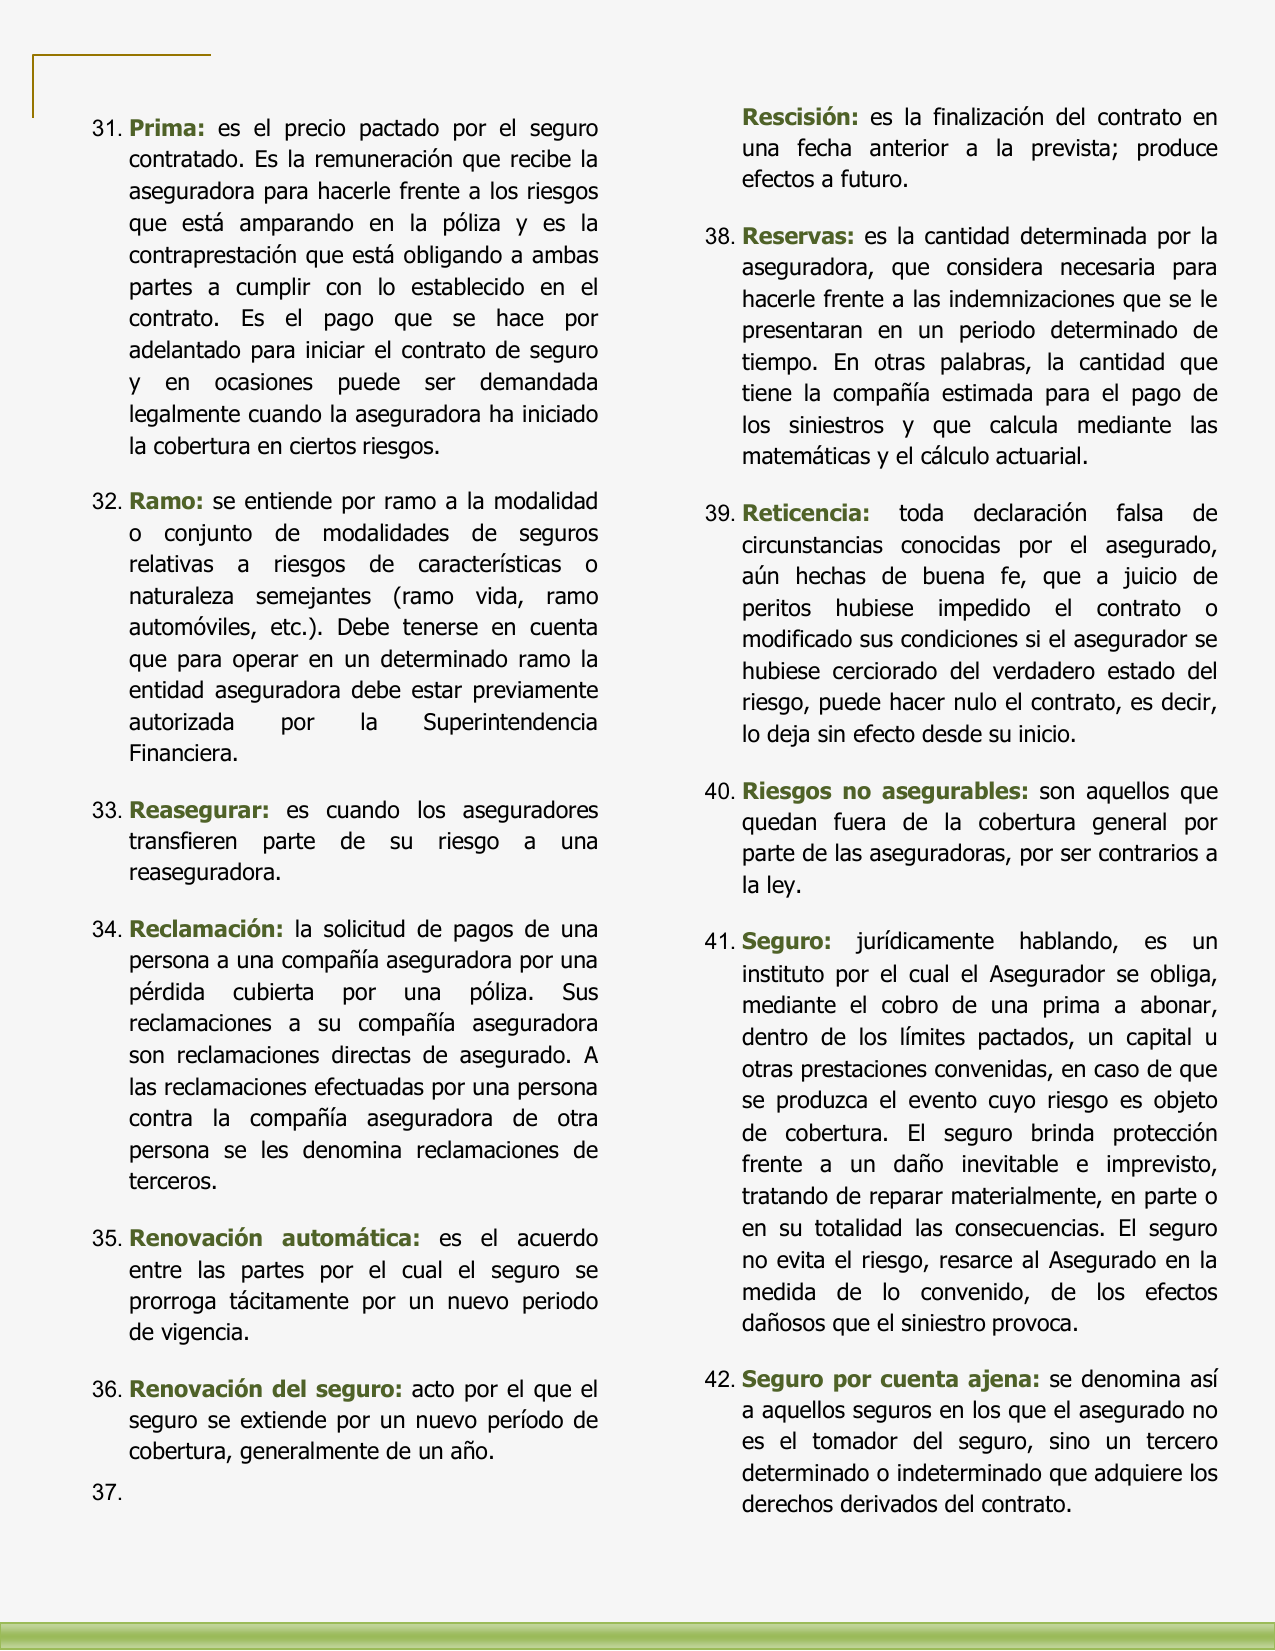 31. Prima: es el precio pactado por el seguro
contratado. Es la remuneración que recibe la
aseguradora para hacerle frente a los riesgos
que está amparando en la póliza y es la
contraprestación que está obligando a ambas
partes a cumplir con lo establecido en el
contrato. Es el pago que se hace por
adelantado para iniciar el contrato de seguro
y en ocasiones puede ser demandada
legalmente cuando la aseguradora ha iniciado
la cobertura en ciertos riesgos.
32. Ramo: se entiende por ramo a la modalidad
o conjunto de modalidades de seguros
relativas a riesgos de características o
naturaleza semejantes (ramo vida, ramo
automóviles, etc.). Debe tenerse en cuenta
que para operar en un determinado ramo la
entidad aseguradora debe estar previamente
autorizada por la Superintendencia
Financiera.
33. Reasegurar: es cuando los aseguradores
transfieren parte de su riesgo a una
reaseguradora.
34. Reclamación: la solicitud de pagos de una
persona a una compañía aseguradora por una
pérdida cubierta por una póliza. Sus
reclamaciones a su compañía aseguradora
son reclamaciones directas de asegurado. A
las reclamaciones efectuadas por una persona
contra la compañía aseguradora de otra
persona se les denomina reclamaciones de
terceros.
35. Renovación automática: es el acuerdo
entre las partes por el cual el seguro se
prorroga tácitamente por un nuevo periodo
de vigencia.
36. Renovación del seguro: acto por el que el
seguro se extiende por un nuevo período de
cobertura, generalmente de un año.
37.
Rescisión: es la finalización del contrato en
una fecha anterior a la prevista; produce
efectos a futuro.
38. Reservas: es la cantidad determinada por la
aseguradora, que considera necesaria para
hacerle frente a las indemnizaciones que se le
presentaran en un periodo determinado de
tiempo. En otras palabras, la cantidad que
tiene la compañía estimada para el pago de
los siniestros y que calcula mediante las
matemáticas y el cálculo actuarial.
39. Reticencia: toda declaración falsa de
circunstancias conocidas por el asegurado,
aún hechas de buena fe, que a juicio de
peritos hubiese impedido el contrato o
modificado sus condiciones si el asegurador se
hubiese cerciorado del verdadero estado del
riesgo, puede hacer nulo el contrato, es decir,
lo deja sin efecto desde su inicio.
40. Riesgos no asegurables: son aquellos que
quedan fuera de la cobertura general por
parte de las aseguradoras, por ser contrarios a
la ley.
41. Seguro: jurídicamente hablando, es un
instituto por el cual el Asegurador se obliga,
mediante el cobro de una prima a abonar,
dentro de los límites pactados, un capital u
otras prestaciones convenidas, en caso de que
se produzca el evento cuyo riesgo es objeto
de cobertura. El seguro brinda protección
frente a un daño inevitable e imprevisto,
tratando de reparar materialmente, en parte o
en su totalidad las consecuencias. El seguro
no evita el riesgo, resarce al Asegurado en la
medida de lo convenido, de los efectos
dañosos que el siniestro provoca.
42. Seguro por cuenta ajena: se denomina así
a aquellos seguros en los que el asegurado no
es el tomador del seguro, sino un tercero
determinado o indeterminado que adquiere los
derechos derivados del contrato.